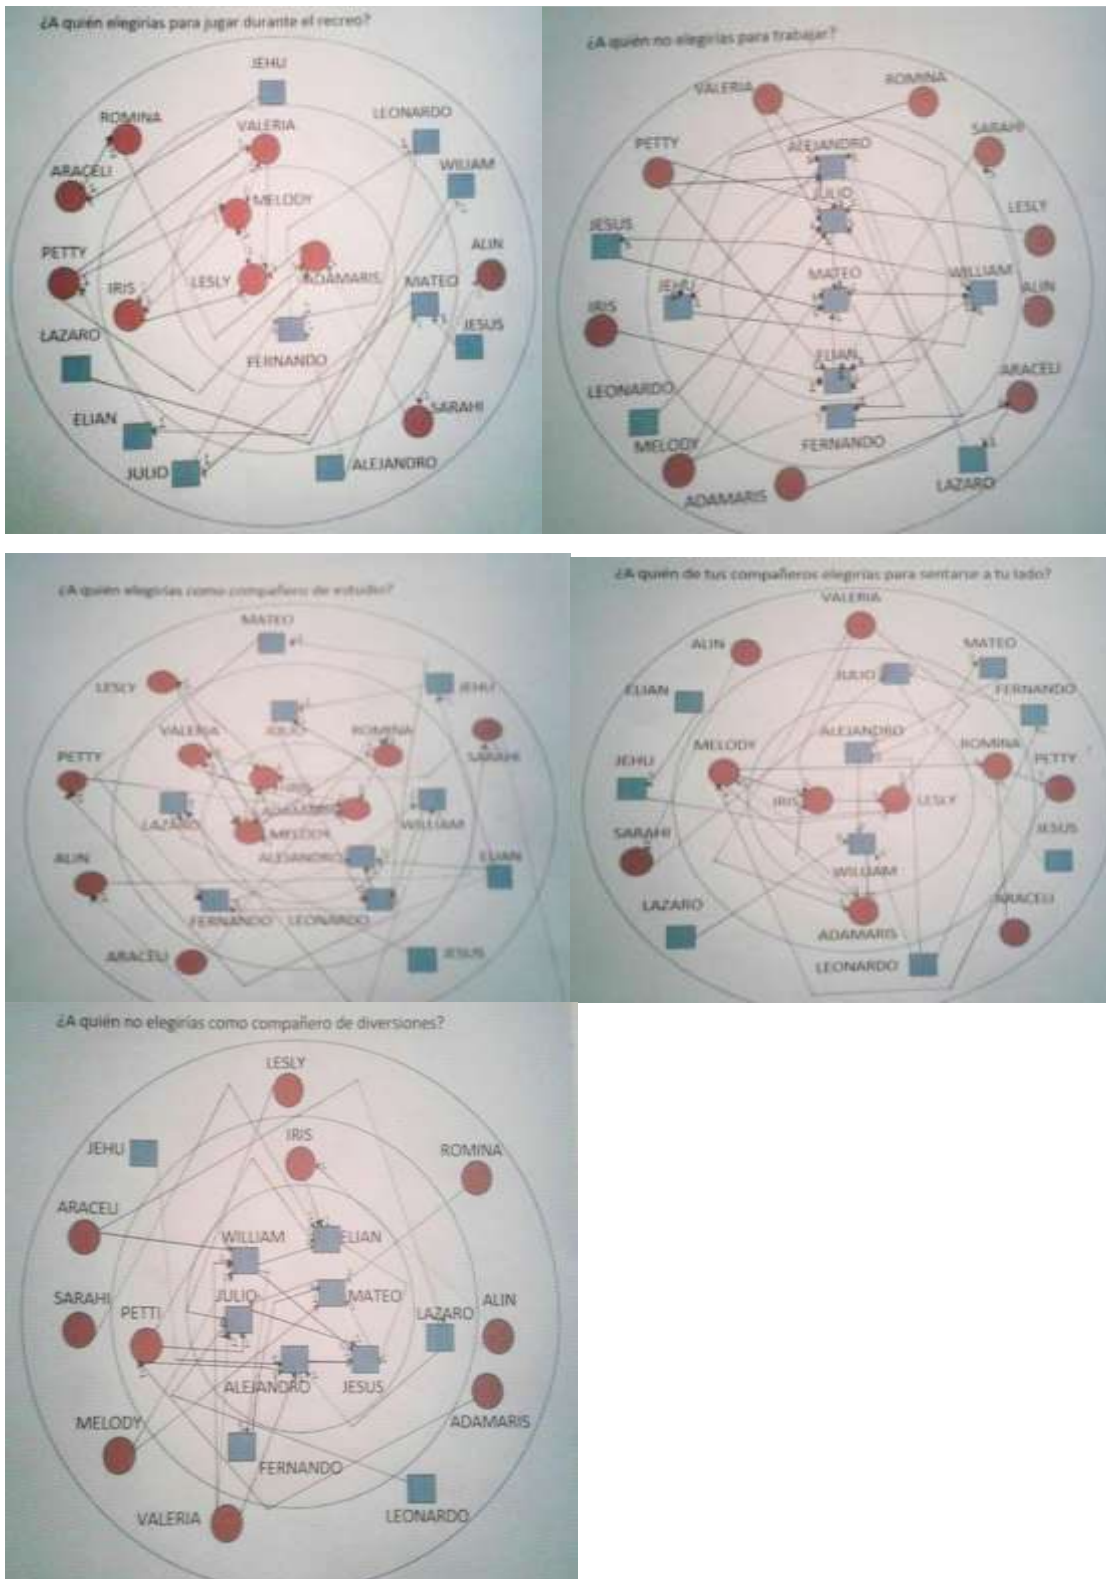 ¿A quién elegirías para jugar durante el recreo?
JEHU
LEONARDO
ROMINA
VALERIA
WILIAM
ARACELI
MELODY
PETTY
ALIN
IRIS
LESLY
ADAMARIS
MATEO
LAZARO
JESUS
FERNANDO
ELIAN
SARAHI
JULIO
ALEJANDRO
¿A quién no elegirías para trabajar?
VALERIA
ROMINA
PETTY
ALEJANDRO
SARAHI
JULIO
JESUS
LESLY
MATEO
WILLIAM
JEHU
ALIN
IRIS
ELIAN
ARACELI
LEONARDO
MELODY
FERNANDO
ADAMARIS
LAZARO
¿A quién elegirías como compañero de estudio?
MATEO
LESLY
JEHU
VALERIA
JULIO
ROMINA
PETTY
SARAHI
ADAMARIS
LAZARO
MELODY
WILLIAM
ALIN
ALEJANDRO
ELIAN
FERNANDO
LEONARDO
ARACELI
JESUS
¿A quién de tus compañeros elegirías para sentarse a tu lado?
VALERIA
ALIN
MATEO
JULIO
ELIAN
FERNANDO
ALEJANDRO
MELODY
ROMINA
JEHU
PETTY
IRIS
LESLY
SARAHI
JESUS
WILLIAM
LAZARO
ARACELI
ADAMARIS
LEONARDO
¿A quién no elegirías como compañero de diversiones?
LESLY
IRIS
JEHU
ROMINA
ARACELI
WILLIAM
ELIAN
JULIO
MATEO
SARAHI
PETTI
LAZARO
ALIN
ALEJANDRO
JESUS
MELODY
ADAMARIS
FERNANDO
VALERIA
LEONARDO